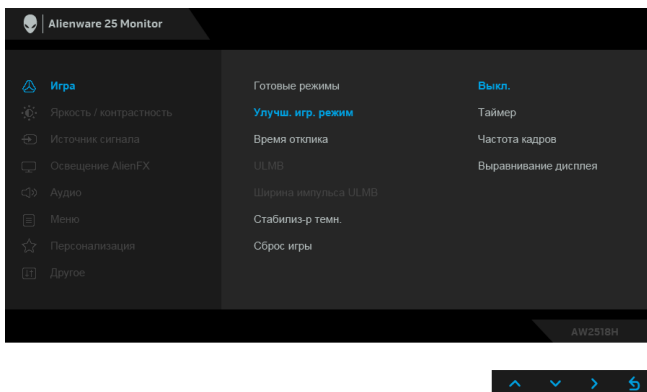 Alienware 25 Monitor
Игра
Готовые режимы
Выкл.
Яркость / контрастность
Улучш. игр. режим
Таймер
Источник сигнала
Время отклика
Частота кадров
Освещение AlienFX
ULMB
Выравнивание дисплея
Аудио
Ширина импульса ULMB
Меню
Стабилиз-р темн.
Персонализация
Сброс игры
Другое
AW2518H